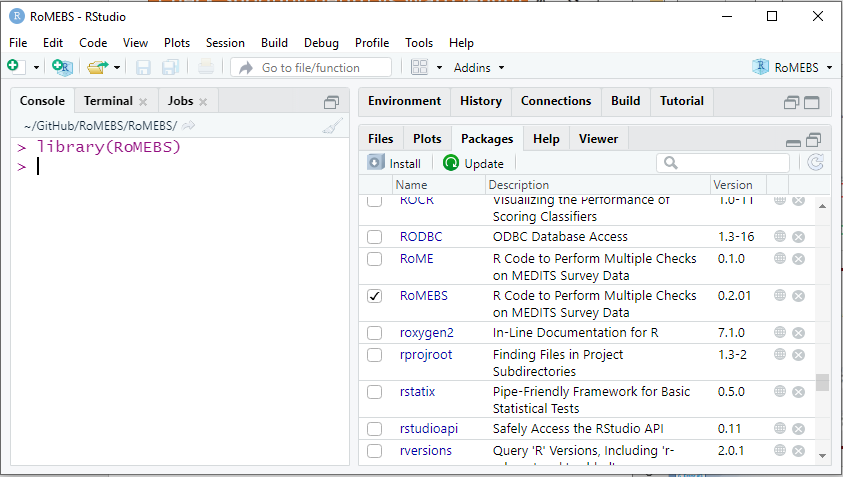 RoMEBS - RStudio
File Edit Code View Plots Session Build Debug Profile Tools Help
Go to file/function Addins RoMEBS
Console Terminal Jobs
~/GitHub/RoMEBS/RoMEBS/
> library(RoMEBS)
>
Environment History Connections Build Tutorial
Files Plots Packages Help Viewer
Install Update
Name Description Version
ROCR Visualizing the Performance of 1.0-11
Scoring Classifiers
RODBC ODBC Database Access 1.3-16
RoME R Code to Perform Multiple Checks 0.1.0
on MEDITS Survey Data
RoMEBS R Code to Perform Multiple Checks 0.2.01
on MEDITS Survey Data
roxygen2 In-Line Documentation for R 7.1.0
rprojroot Finding Files in Project 1.3-2
Subdirectories
rstatix Pipe-Friendly Framework for Basic 0.5.0
Statistical Tests
rstudioapi Safely Access the RStudio API 0.11
rversions Query 'R' Versions, Including 'r- 2.0.1